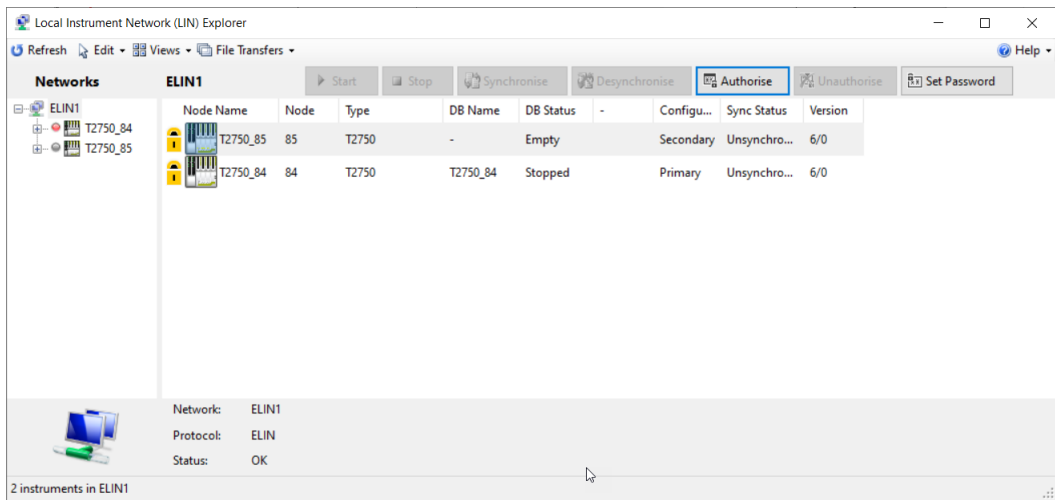 Local Instrument Network (LIN) Explorer
Refresh Edit Views File Transfers Help
Networks ELIN1 Start Stop Synchronise Desynchronise Authorise Unauthorise Set Password
ELIN1
T2750_84
T2750_85
Node Name Node Type DB Name DB Status - Configu... Sync Status Version
T2750_85 85 T2750 - Empty Secondary Unsynchro... 6/0
T2750_84 84 T2750 T2750_84 Stopped Primary Unsynchro... 6/0
Network: ELIN1
Protocol: ELIN
Status: OK
2 instruments in ELIN1